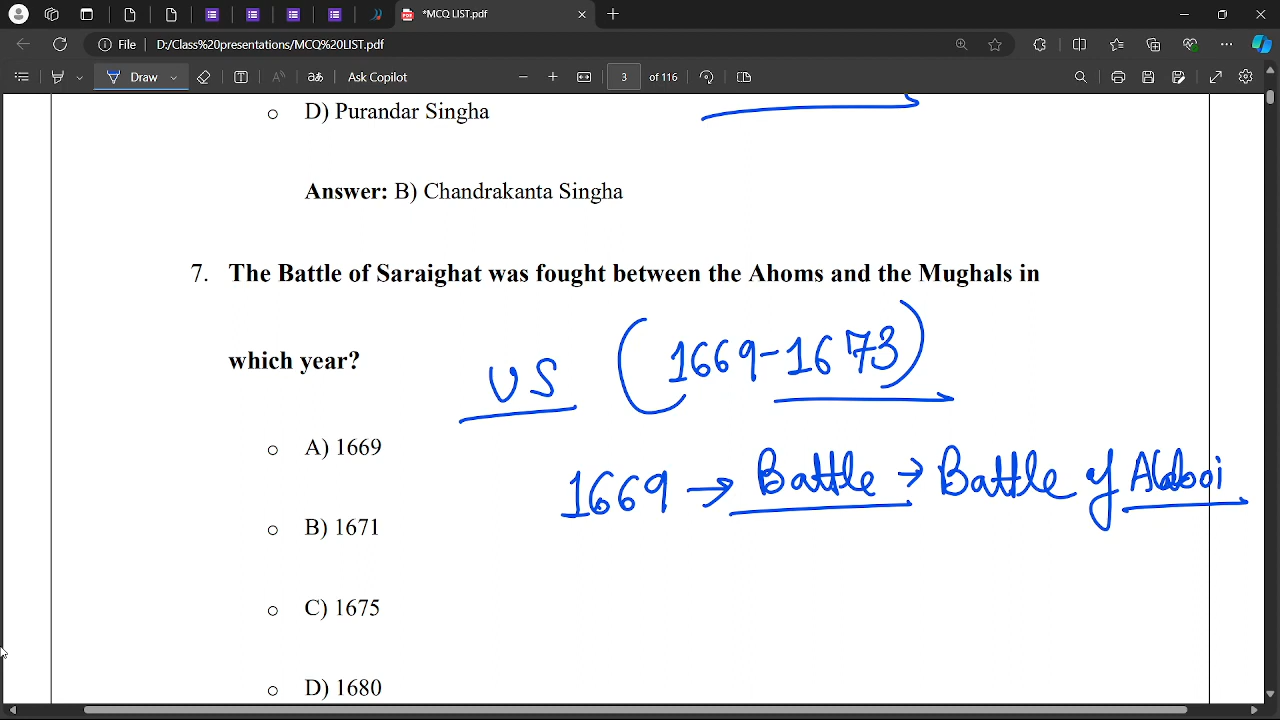 *MCQ LIST.pdf
File D:/Class%20presentations/MCQ%20LIST.pdf
Draw Ask Copilot 3 of 116
D) Purandar Singha
Answer: B) Chandrakanta Singha
7. The Battle of Saraighat was fought between the Ahoms and the Mughals in
which year?
US (1669-1673)
A) 1669
1669 → Battle → Battle of Alaboi
B) 1671
C) 1675
D) 1680